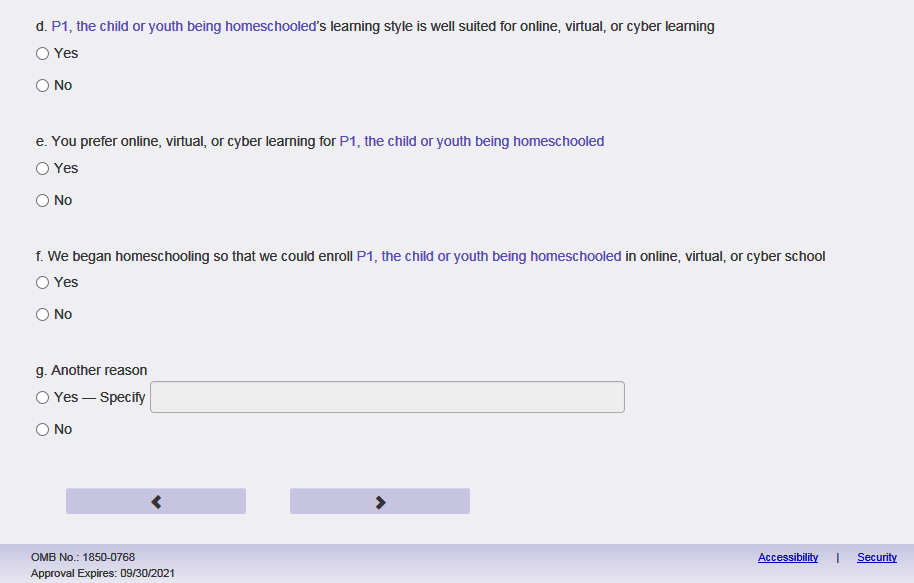 d. P1, the child or youth being homeschooled's learning style is well suited for online, virtual, or cyber learning
Yes
No
e. You prefer online, virtual, or cyber learning for P1, the child or youth being homeschooled
Yes
No
f. We began homeschooling so that we could enroll P1, the child or youth being homeschooled in online, virtual, or cyber school
Yes
No
g. Another reason
Yes — Specify
No
OMB No.: 1850-0768
Accessibility | Security
Approval Expires: 09/30/2021